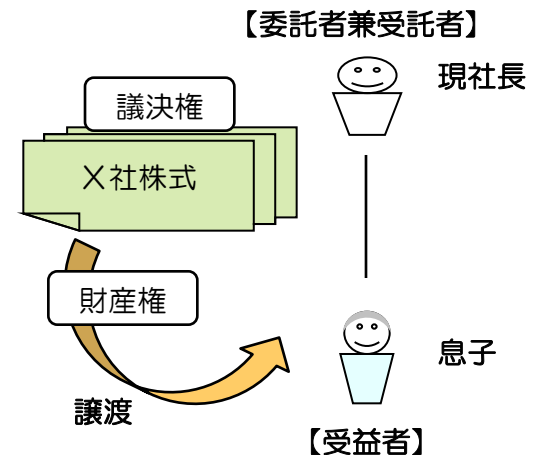 【委託者兼受託者】
現社長
議決権
X社株式
財産権
譲渡
息子
【受益者】